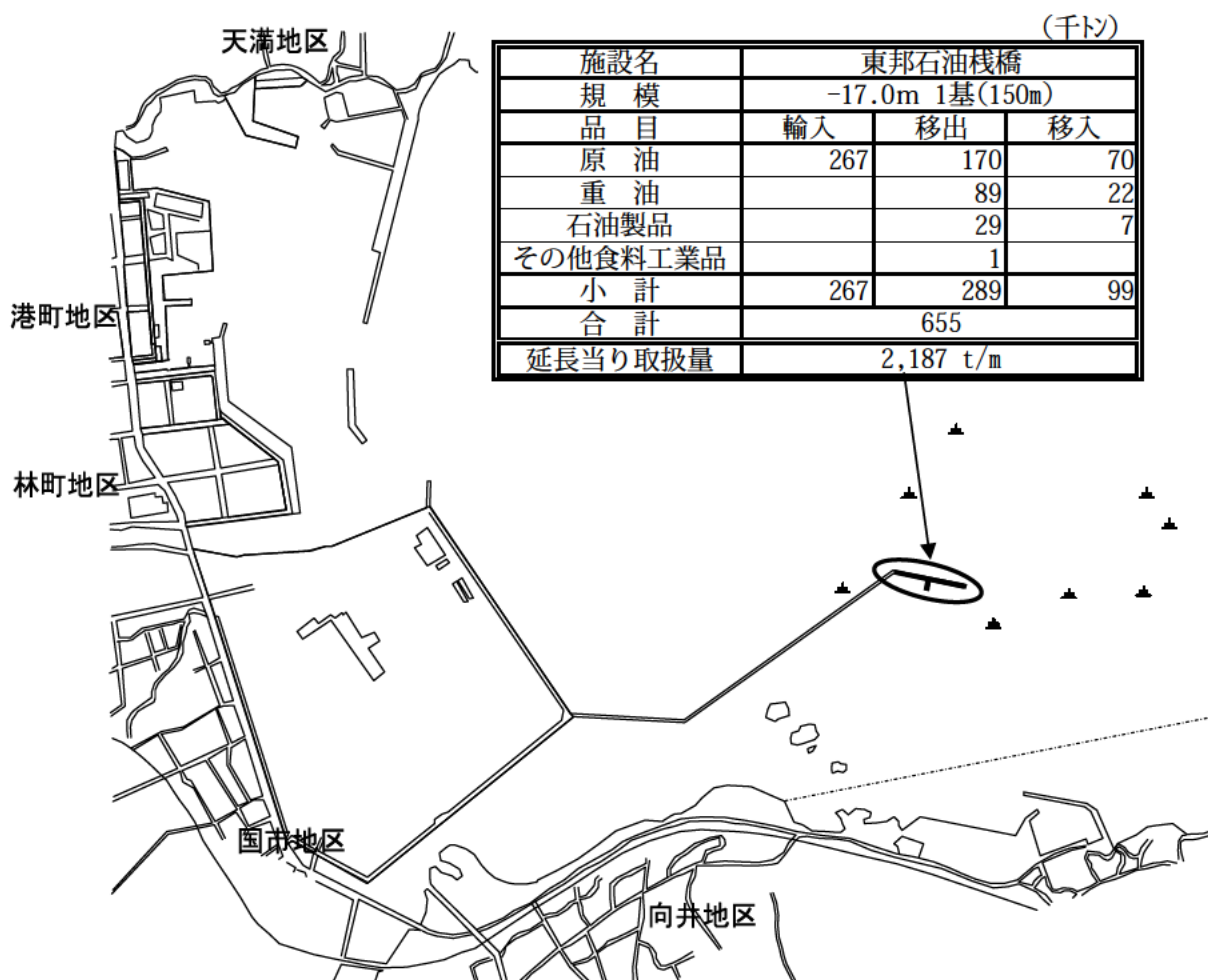 (千トン)
天満地区
施設名 東邦石油桟橋
規 模 -17.0m 1基(150m)
品 目 輸入 移出 移入
原 油 267 170 70
重 油 89 22
石油製品 29 7
その他食料工業品 1
小 計 267 289 99
合 計 655
延長当り取扱量 2,187 t/m
港町地区
林町地区
国市地区
向井地区